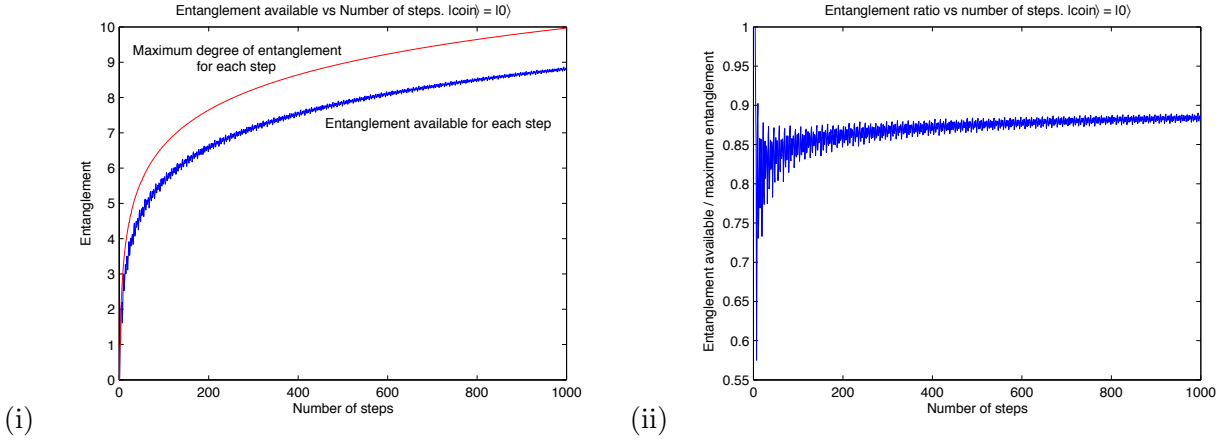 Entanglement available vs Number of steps. |coin⟩ = |0⟩
10
9
8
7
6
5
4
3
2
1
0
Entanglement
Maximum degree of entanglement
for each step
Entanglement available for each step
0 200 400 600 800 1000
Number of steps
(i)
Entanglement ratio vs number of steps. |coin⟩ = |0⟩
1
0.95
0.9
0.85
0.8
0.75
0.7
0.65
0.6
0.55
Entanglement available / maximum entanglement
0 200 400 600 800 1000
Number of steps
(ii)